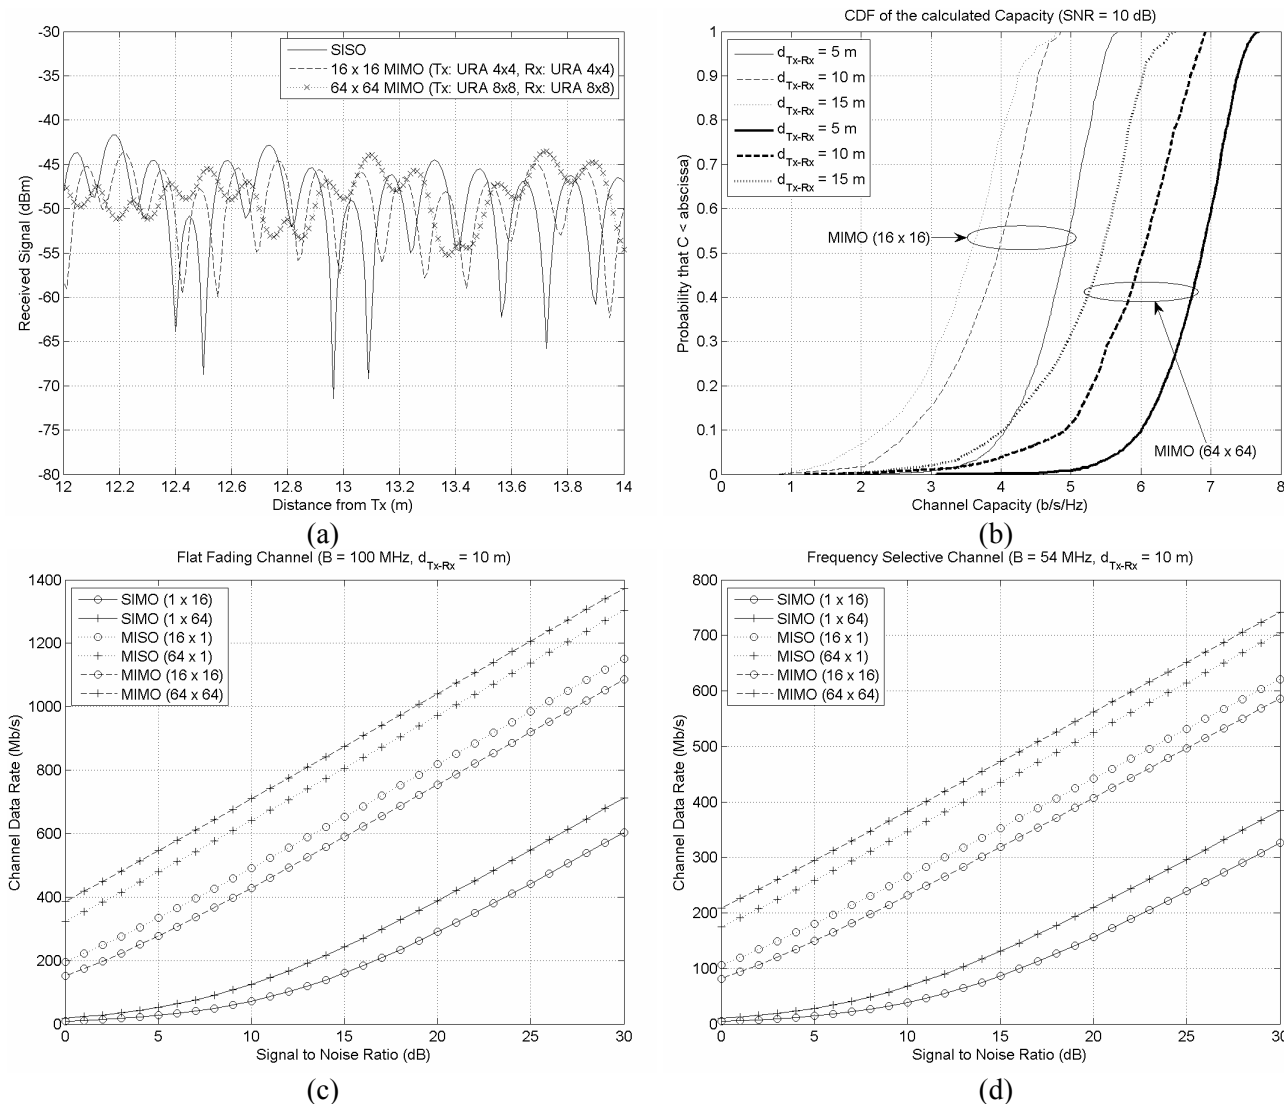 -30
-35
-40
-45
-50
-55
-60
-65
-70
-75
-80
Received Signal (dBm)
SISO
16 x 16 MIMO (Tx: URA 4x4, Rx: URA 4x4)
64 x 64 MIMO (Tx: URA 8x8, Rx: URA 8x8)
12 12.2 12.4 12.6 12.8 13 13.2 13.4 13.6 13.8 14
Distance from Tx (m)
(a)
CDF of the calculated Capacity (SNR = 10 dB)
1
0.9
0.8
0.7
0.6
0.5
0.4
0.3
0.2
0.1
0
Probability that C < abscissa)
d Tx-Rx = 5 m
d Tx-Rx = 10 m
d Tx-Rx = 15 m
d Tx-Rx = 5 m
d Tx-Rx = 10 m
d Tx-Rx = 15 m
MIMO (16 x 16)
MIMO (64 x 64)
0 1 2 3 4 5 6 7 8
Channel Capacity (b/s/Hz)
(b)
Flat Fading Channel (B = 100 MHz, d Tx-Rx = 10 m)
1400
1200
1000
800
600
400
200
0
Channel Data Rate (Mb/s)
SIMO (1 x 16)
SIMO (1 x 64)
MISO (16 x 1)
MISO (64 x 1)
MIMO (16 x 16)
MIMO (64 x 64)
0 5 10 15 20 25 30
Signal to Noise Ratio (dB)
(c)
Frequency Selective Channel (B = 54 MHz, d Tx-Rx = 10 m)
800
700
600
500
400
300
200
100
0
Channel Data Rate (Mb/s)
SIMO (1 x 16)
SIMO (1 x 64)
MISO (16 x 1)
MISO (64 x 1)
MIMO (16 x 16)
MIMO (64 x 64)
0 5 10 15 20 25 30
Signal to Noise Ratio (dB)
(d)